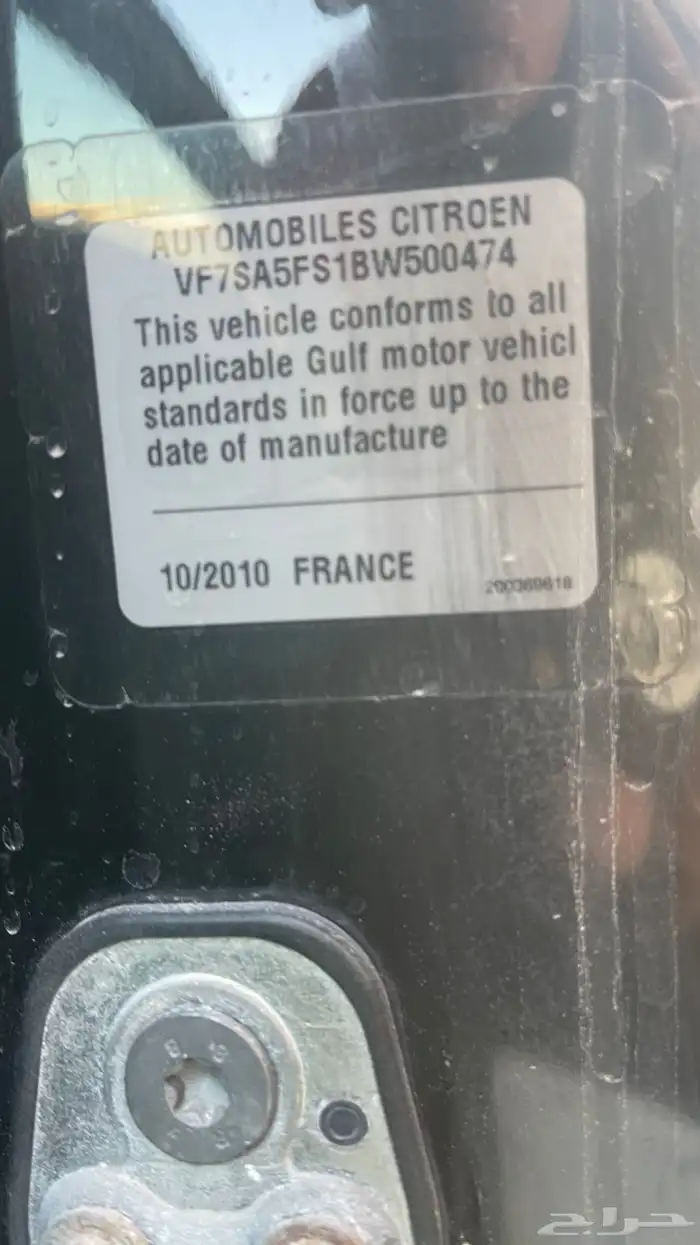 AUTOMOBILES CITROEN
VF7SA5FS1BW500474
This vehicle conforms to all
applicable Gulf motor vehicl
standards in force up to the
date of manufacture
10/2010 FRANCE
200360618
حراج